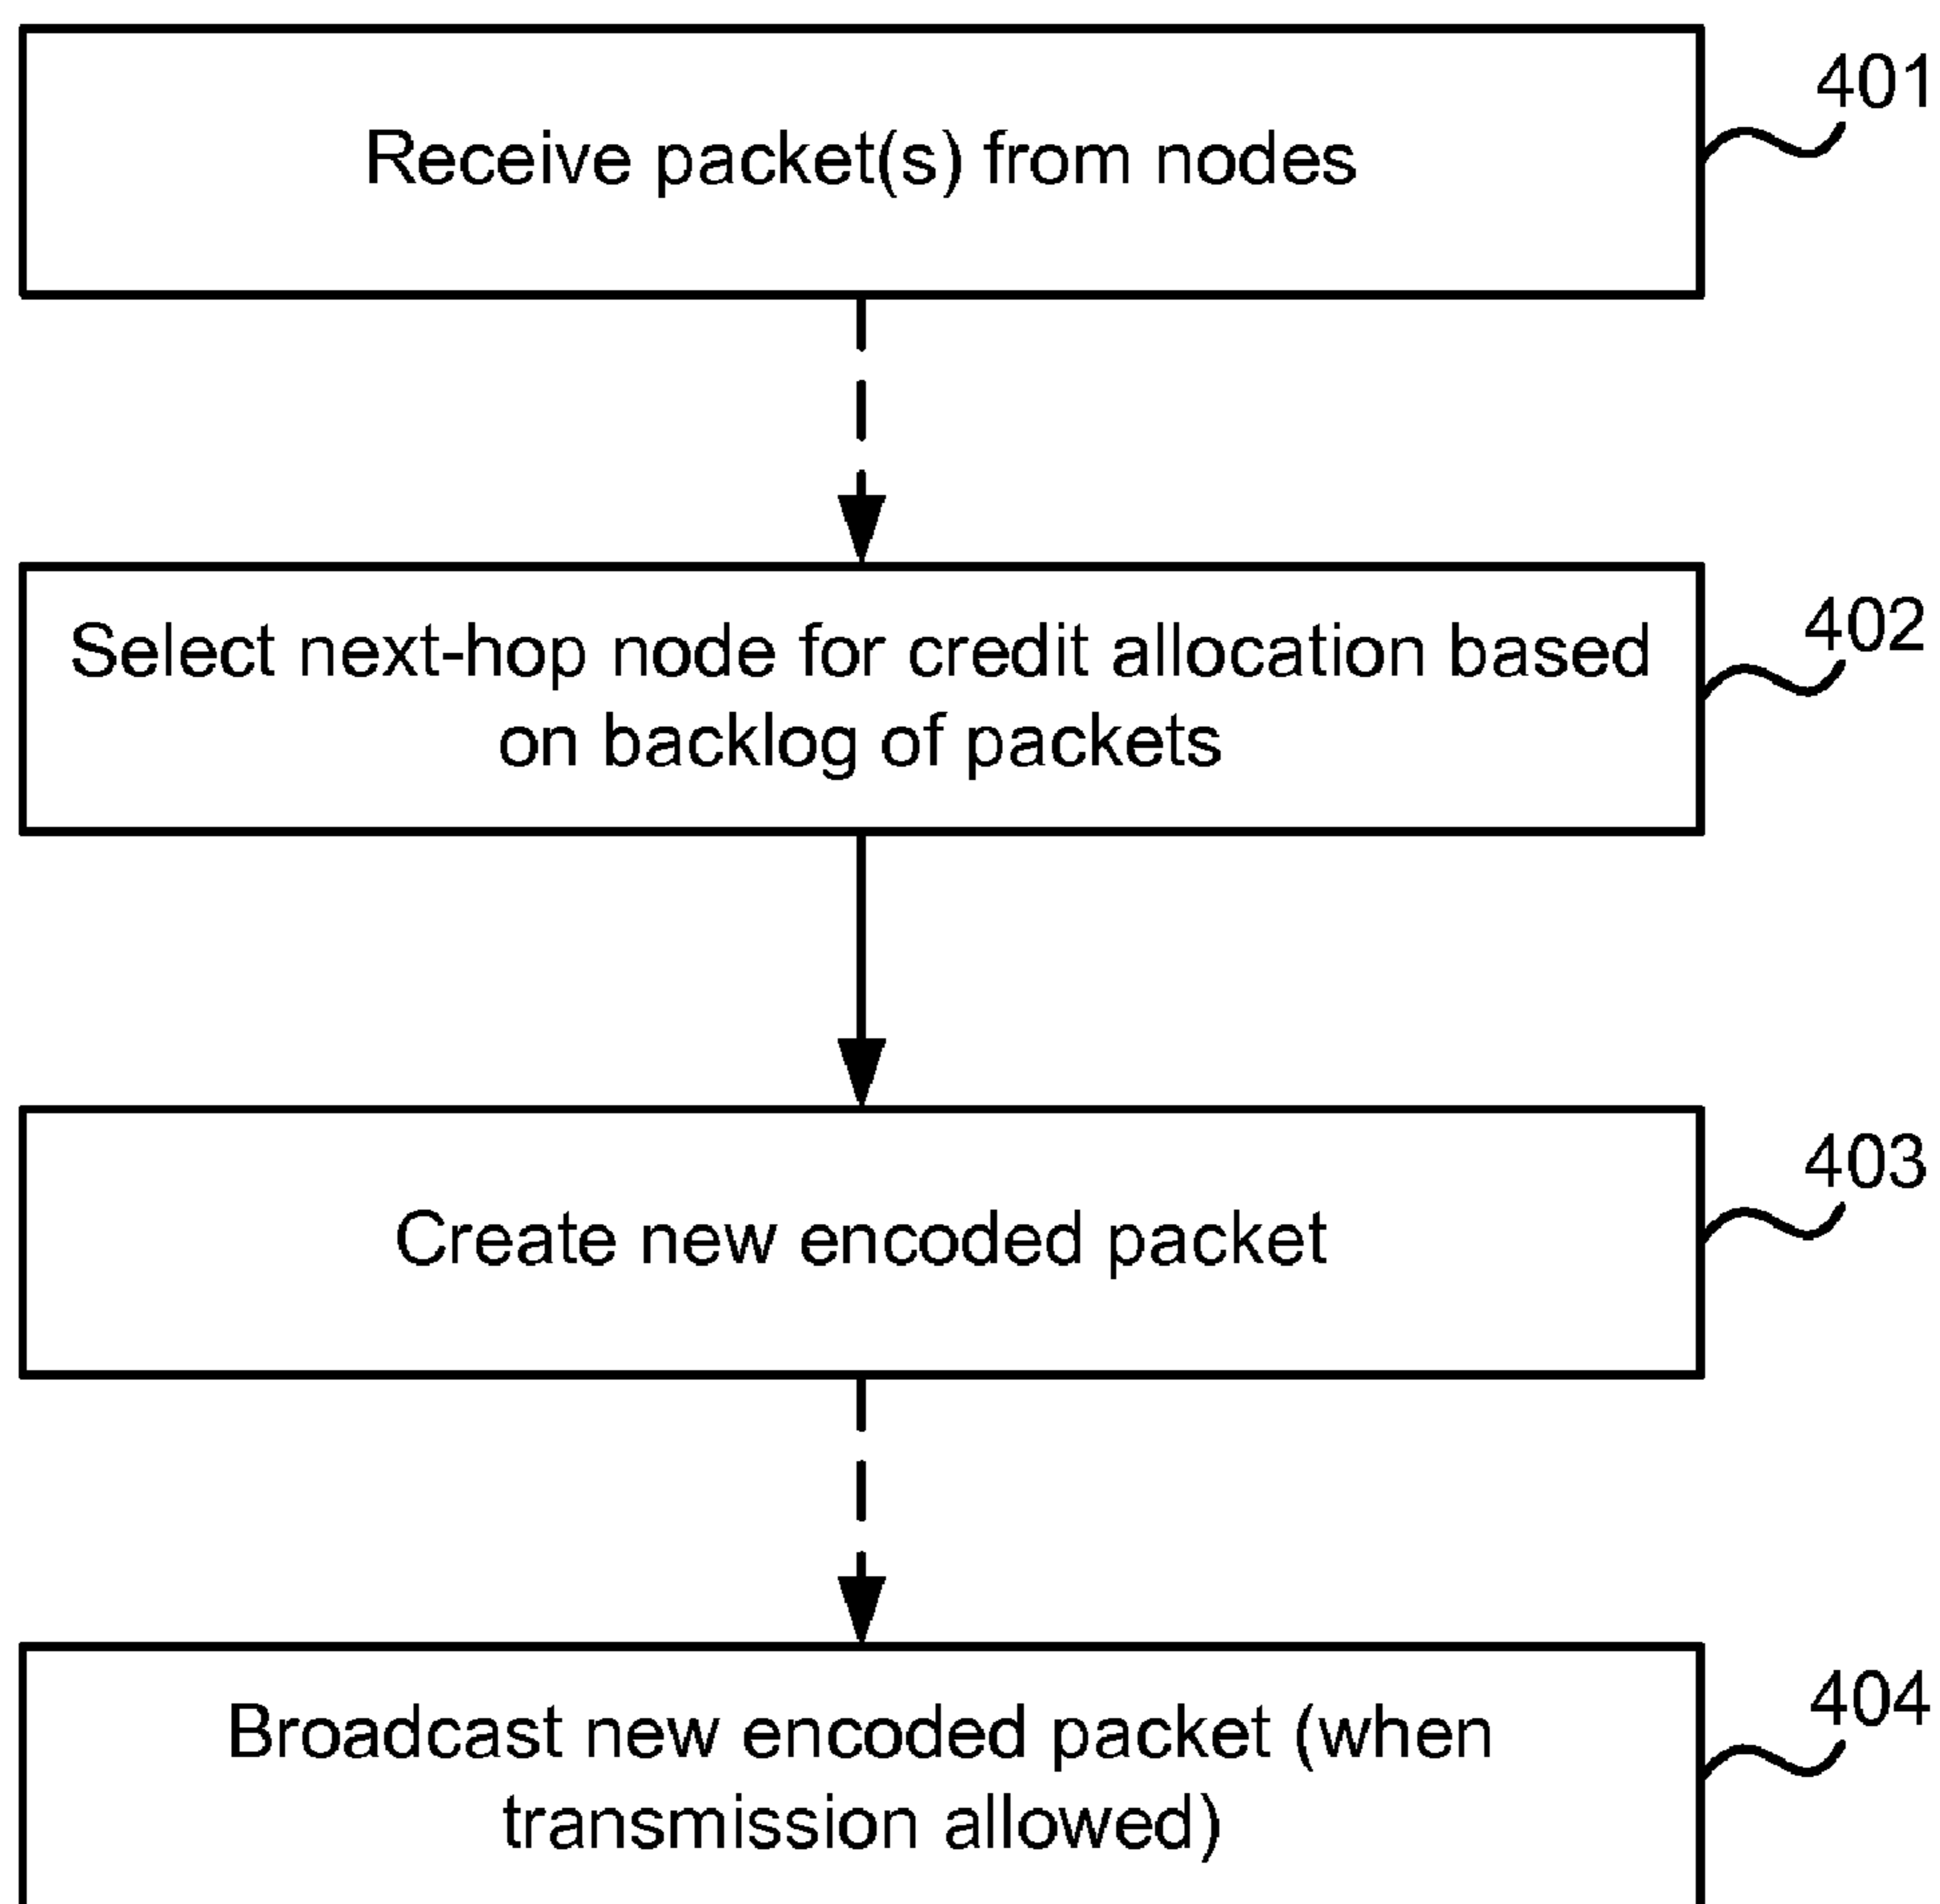 401
Receive packet(s) from nodes
402
Select next-hop node for credit allocation based
on backlog of packets
403
Create new encoded packet
404
Broadcast new encoded packet (when
transmission allowed)